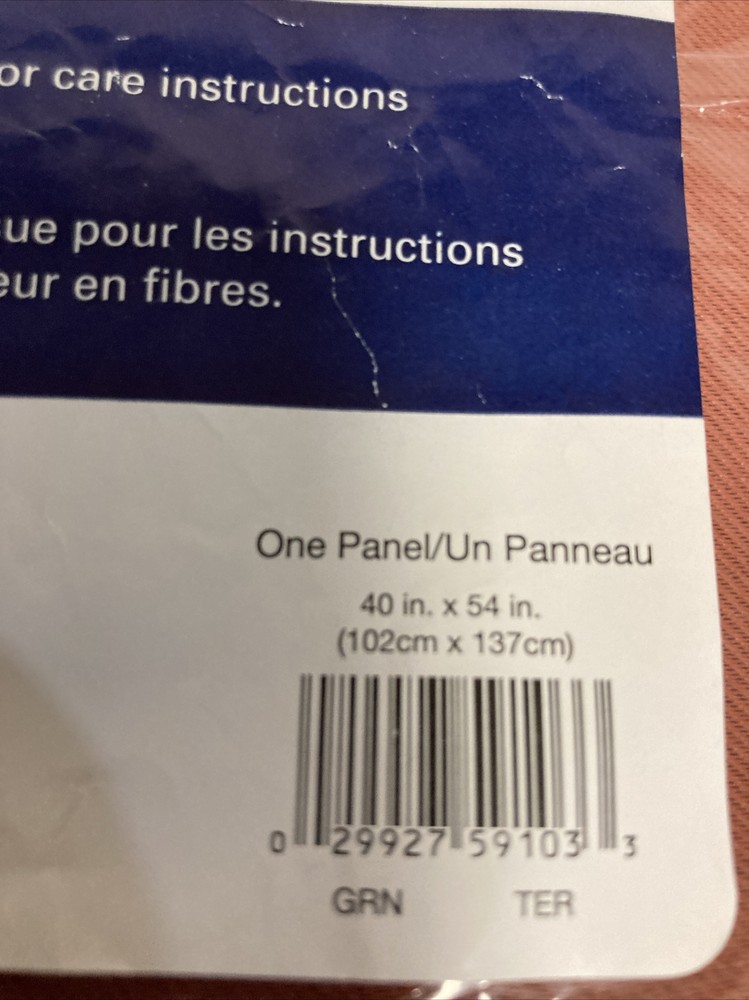 or care instructions
ue pour les instructions
eur en fibres.
One Panel/Un Panneau
40 in. x 54 in.
(102cm x 137cm)
0 29927 59103 3
GRN TER